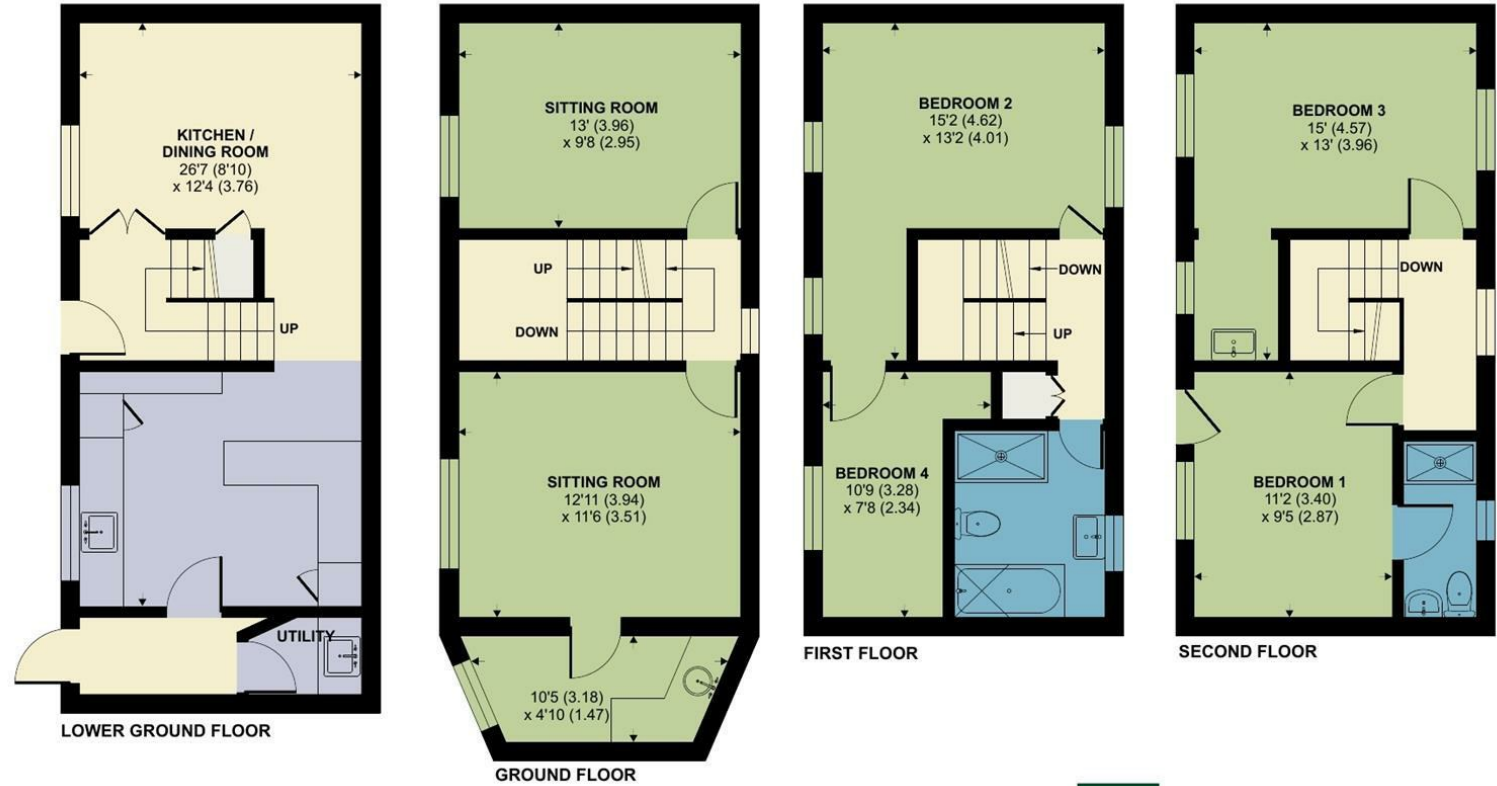 KITCHEN /
DINING ROOM
26'7 (8'10)
x 12'4 (3.76)
UP
UTILITY
LOWER GROUND FLOOR
SITTING ROOM
13' (3.96)
x 9'8 (2.95)
UP
DOWN
SITTING ROOM
12'11 (3.94)
x 11'6 (3.51)
10'5 (3.18)
x 4'10 (1.47)
GROUND FLOOR
BEDROOM 2
15'2 (4.62)
x 13'2 (4.01)
DOWN
UP
BEDROOM 4
10'9 (3.28)
x 7'8 (2.34)
FIRST FLOOR
BEDROOM 3
15' (4.57)
x 13' (3.96)
DOWN
BEDROOM 1
11'2 (3.40)
x 9'5 (2.87)
SECOND FLOOR